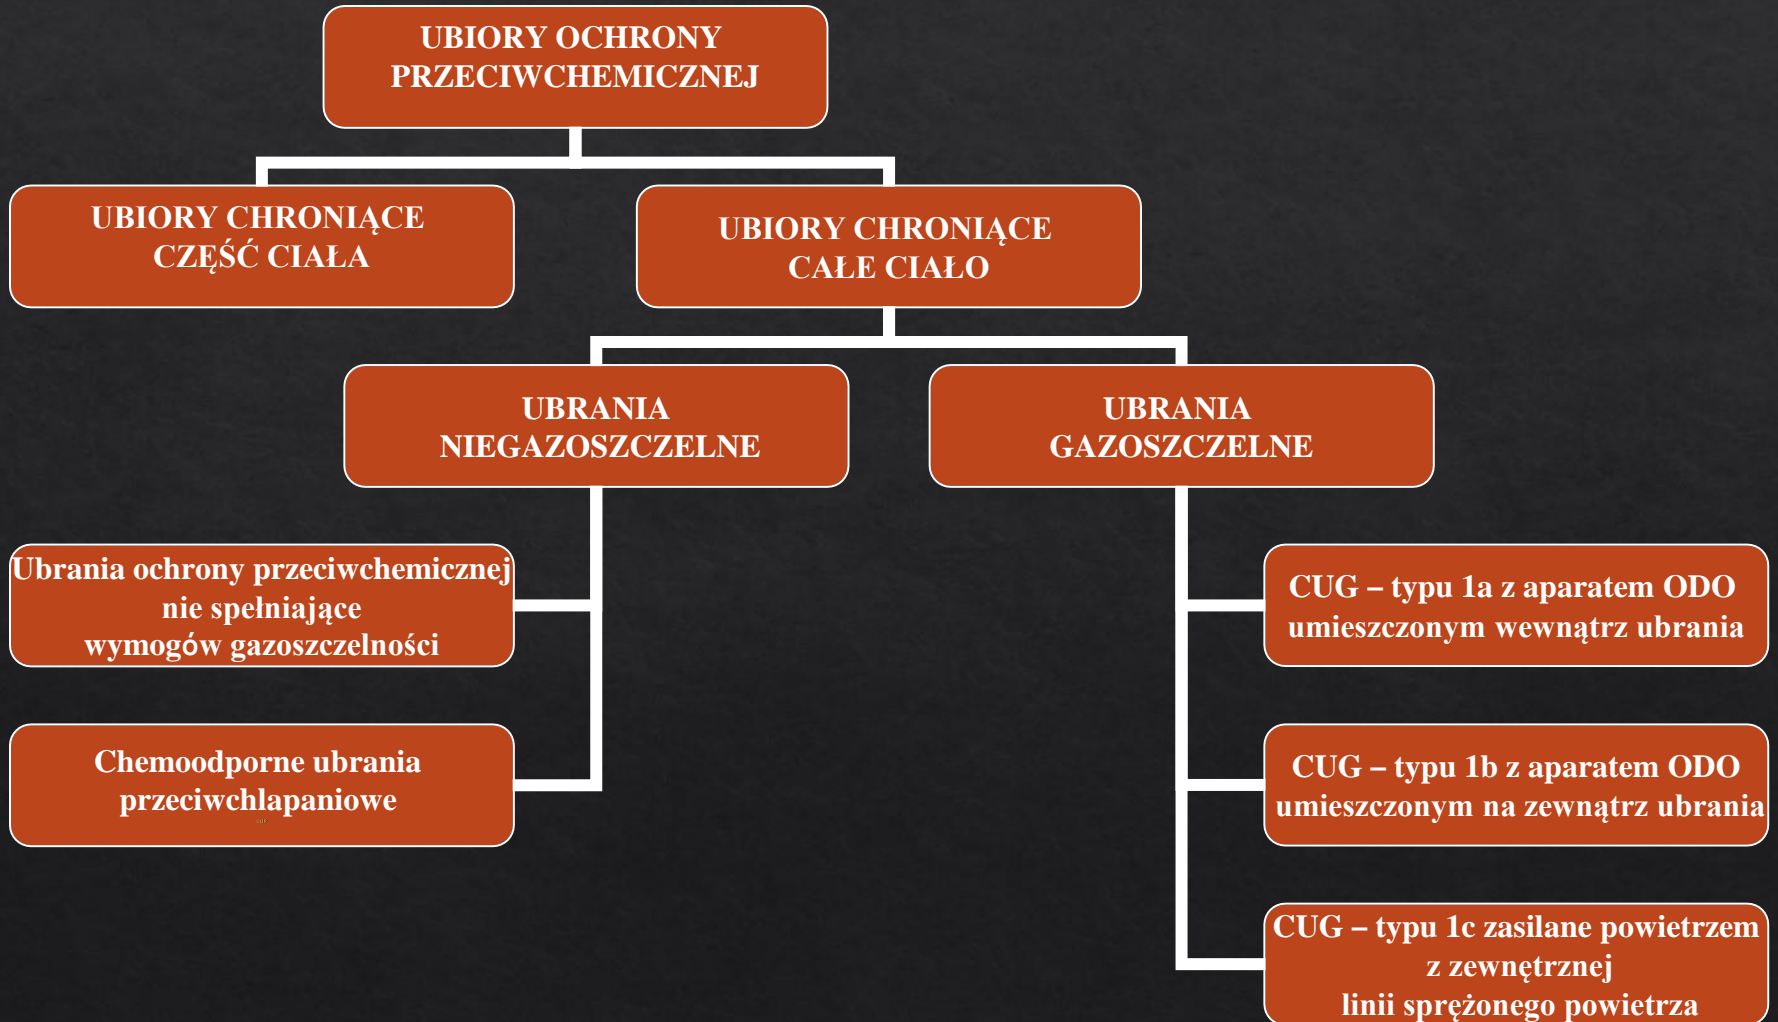 UBIORY OCHRONY
PRZECIWCHEMICZNEJ
UBIORY CHRONIĄCE
CZĘŚĆ CIAŁA
UBIORY CHRONIĄCE
CAŁE CIAŁO
UBRANIA
NIEGAZOSZCZELNE
UBRANIA
GAZOSZCZELNE
Ubrania ochrony przeciwchemicznej
nie spełniające
wymogów gazoszczelności
Chemoodporne ubrania
przeciwchlapaniowe
CUG – typu 1a z aparatem ODO
umieszczonym wewnątrz ubrania
CUG – typu 1b z aparatem ODO
umieszczonym na zewnątrz ubrania
CUG – typu 1c zasilane powietrzem
z zewnętrznej
linii sprężonego powietrza